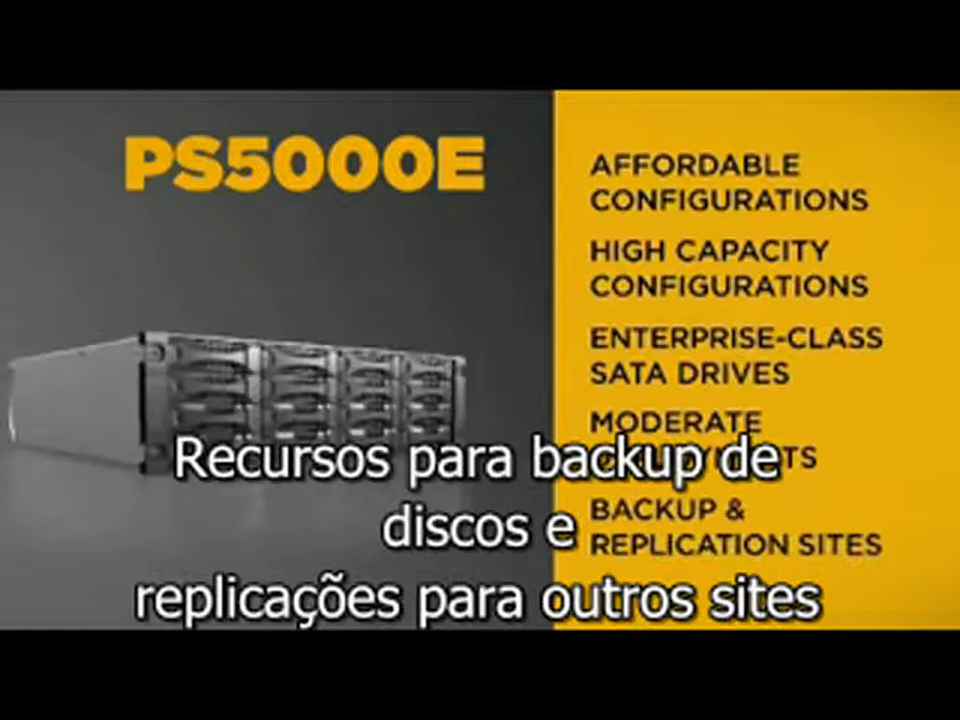 PS5000E
AFFORDABLE
CONFIGURATIONS
HIGH CAPACITY
CONFIGURATIONS
ENTERPRISE-CLASS
SATA DRIVES
MODERATE
BACKUP &
REPLICATION SITES
Recursos para backup de
discos e
replicações para outros sites